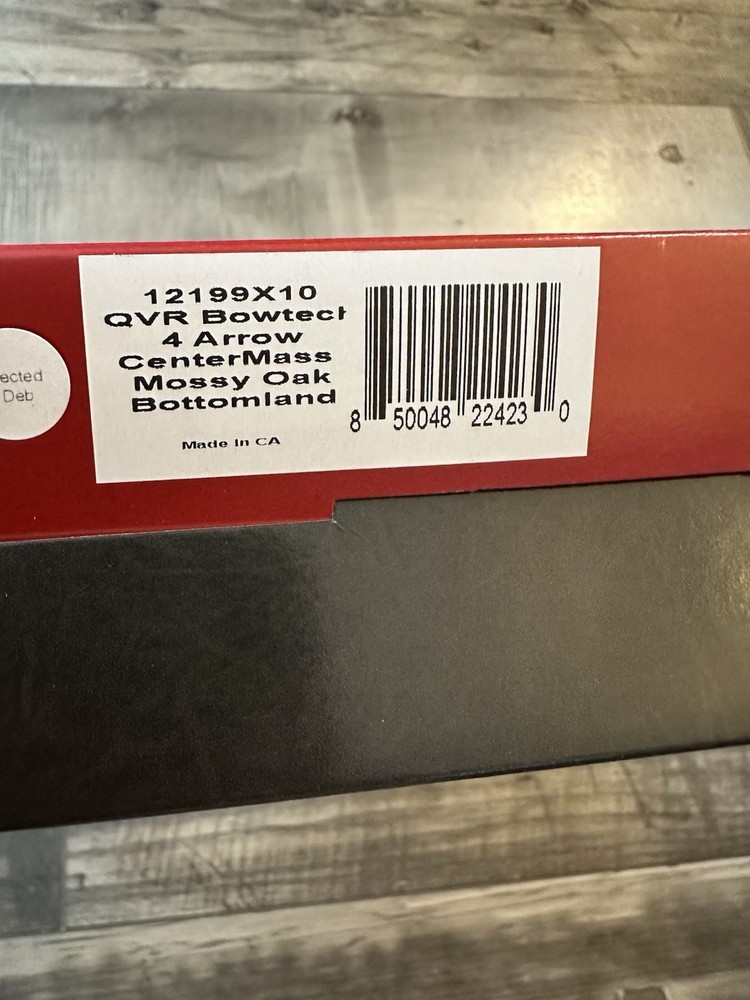 12199X10
QVR Bowtech
4 Arrow
CenterMass
Mossy Oak
Bottomland
Made In CA
8 50048 22423 0
ected
Deb